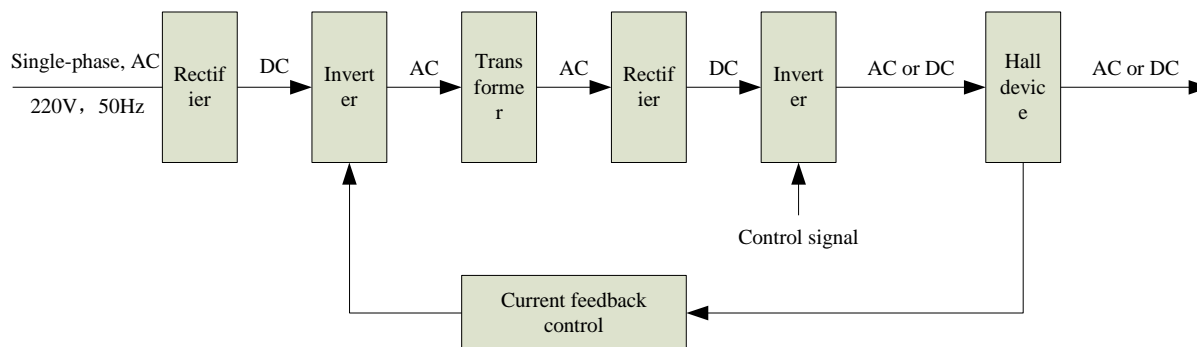 Single-phase, AC
220V，50Hz
Rectif
ier
DC
Invert
er
AC
Trans
forme
r
AC
Rectif
ier
DC
Invert
er
AC or DC
Hall
devic
e
AC or DC
Control signal
Current feedback
control